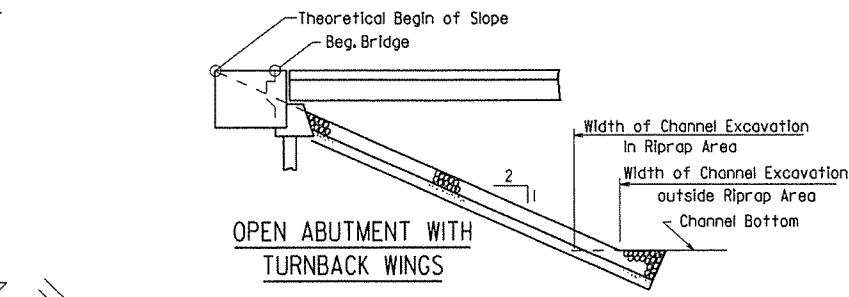 Theoretical Begin of Slope
Beg. Bridge
Width of Channel Excavation
In Riprap Area
2
1
Width of Channel Excavation
outside Riprap Area
Channel Bottom
OPEN ABUTMENT WITH
TURNBACK WINGS